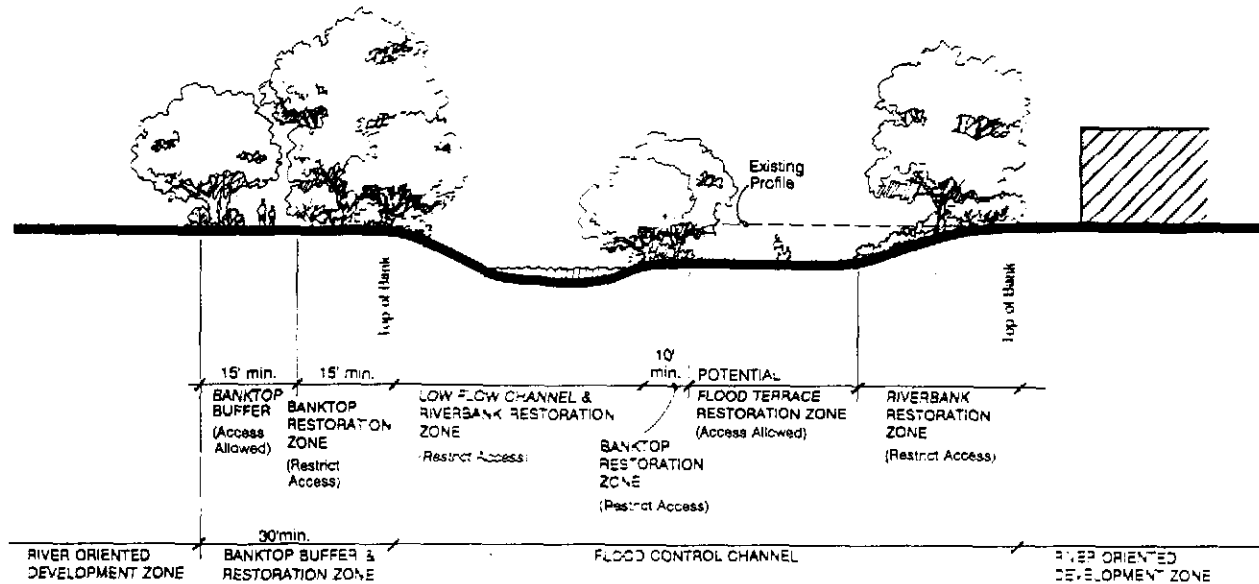 Existing
Profile
Top of Bank
Top of Bank
15' min.
BANKTOP
BUFFER
(Access
Allowed)
15' min.
BANKTOP
RESTORATION
ZONE
(Restrict
Access)
LOW FLOW CHANNEL &
RIVERBANK RESTORATION
ZONE
(Restrict Access)
10'
min.
BANKTOP
RESTORATION
ZONE
(Restrict Access)
POTENTIAL
FLOOD TERRACE
RESTORATION ZONE
(Access Allowed)
RIVERBANK
RESTORATION
ZONE
(Restrict Access)
RIVER ORIENTED
DEVELOPMENT ZONE
30'min.
BANKTOP BUFFER &
RESTORATION ZONE
FLOOD CONTROL CHANNEL
RIVER ORIENTED
DEVELOPMENT ZONE